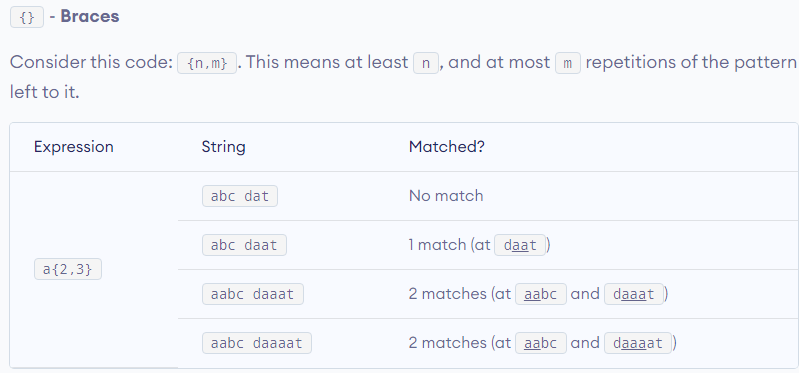 {} - Braces
Consider this code: {n,m}. This means at least n, and at most m repetitions of the pattern
left to it.
Expression String Matched?
abc dat No match
abc daat 1 match (at daat)
a{2,3}
aabc daaat 2 matches (at aabc and daaat)
aabc daaaat 2 matches (at aabc and daaaat)